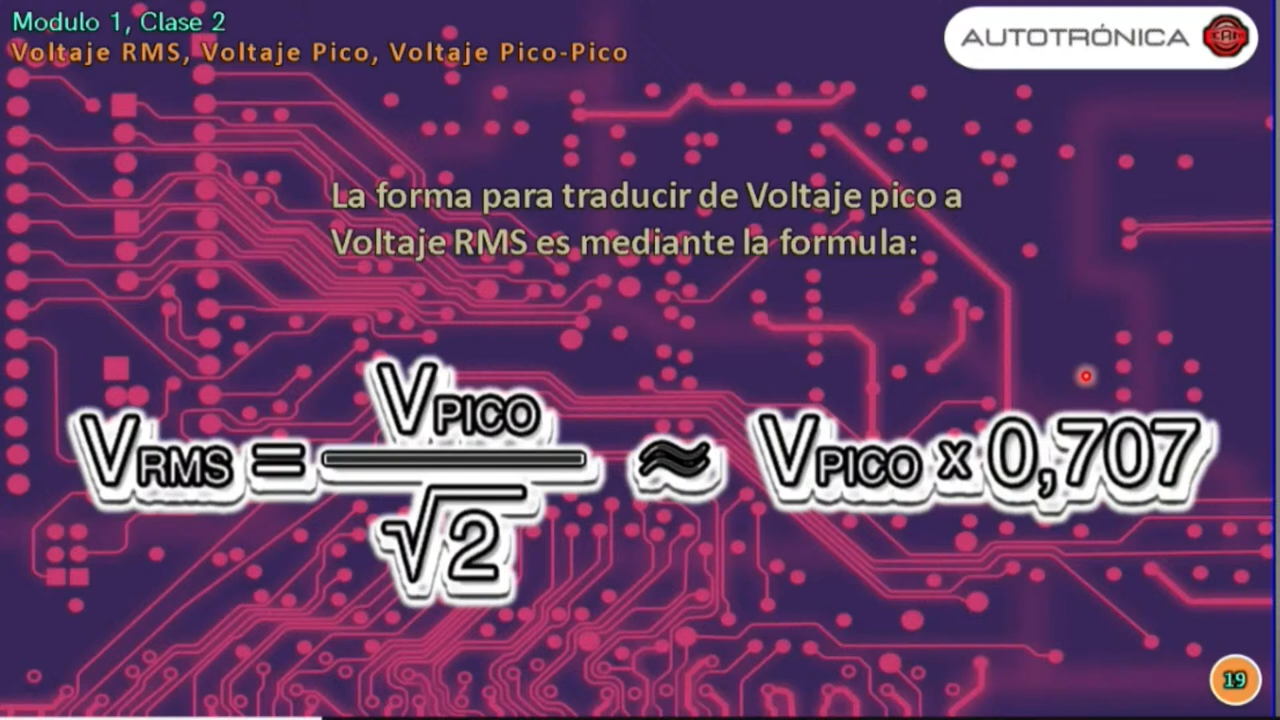 Modulo 1, Clase 2
Voltaje RMS, Voltaje Pico, Voltaje Pico-Pico
AUTOTRÓNICA
La forma para traducir de Voltaje pico a
Voltaje RMS es mediante la formula:
VRMS = VPICO / √2 ≈ VPICO x 0,707
19